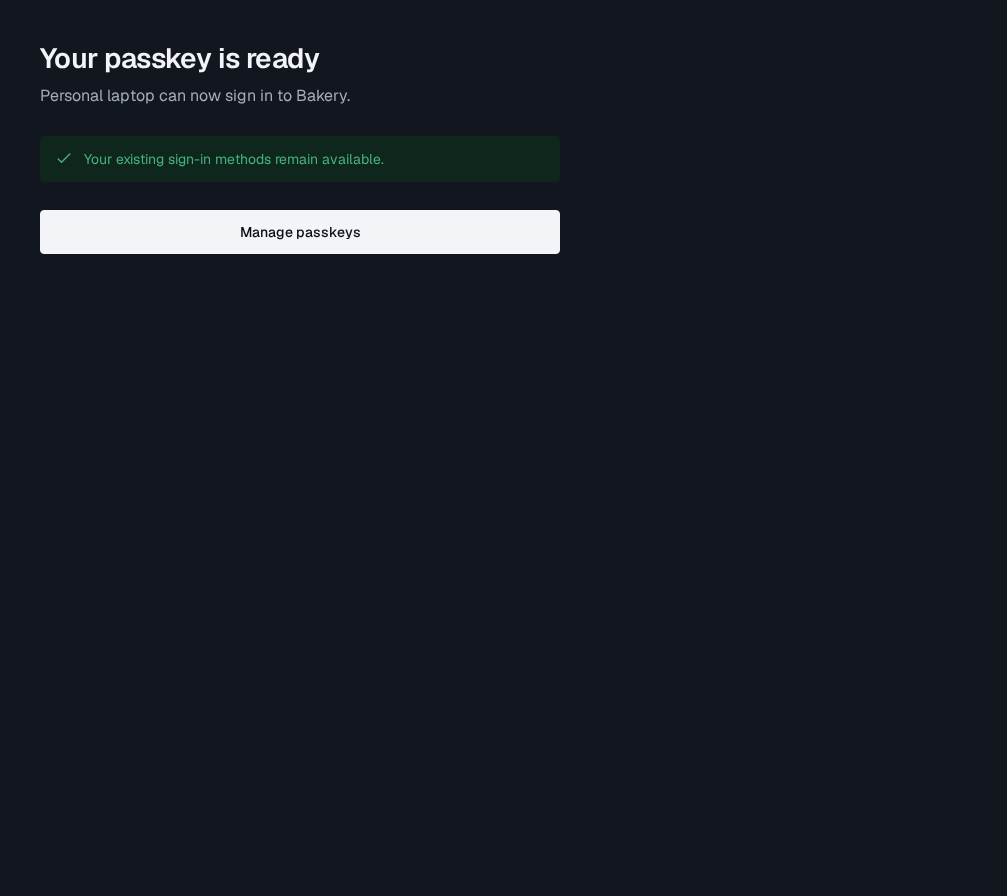 Your passkey is ready
Personal laptop can now sign in to Bakery.
Your existing sign-in methods remain available.
Manage passkeys